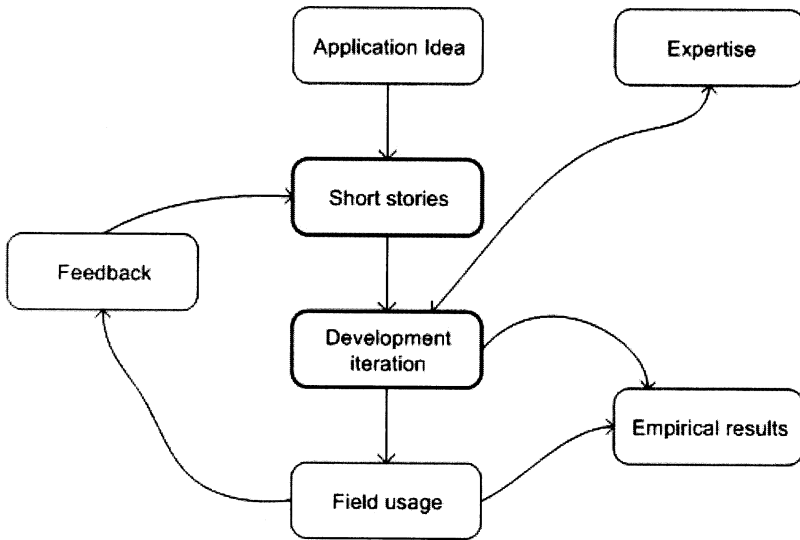 Application Idea
Expertise
Short stories
Feedback
Development
iteration
Empirical results
Field usage